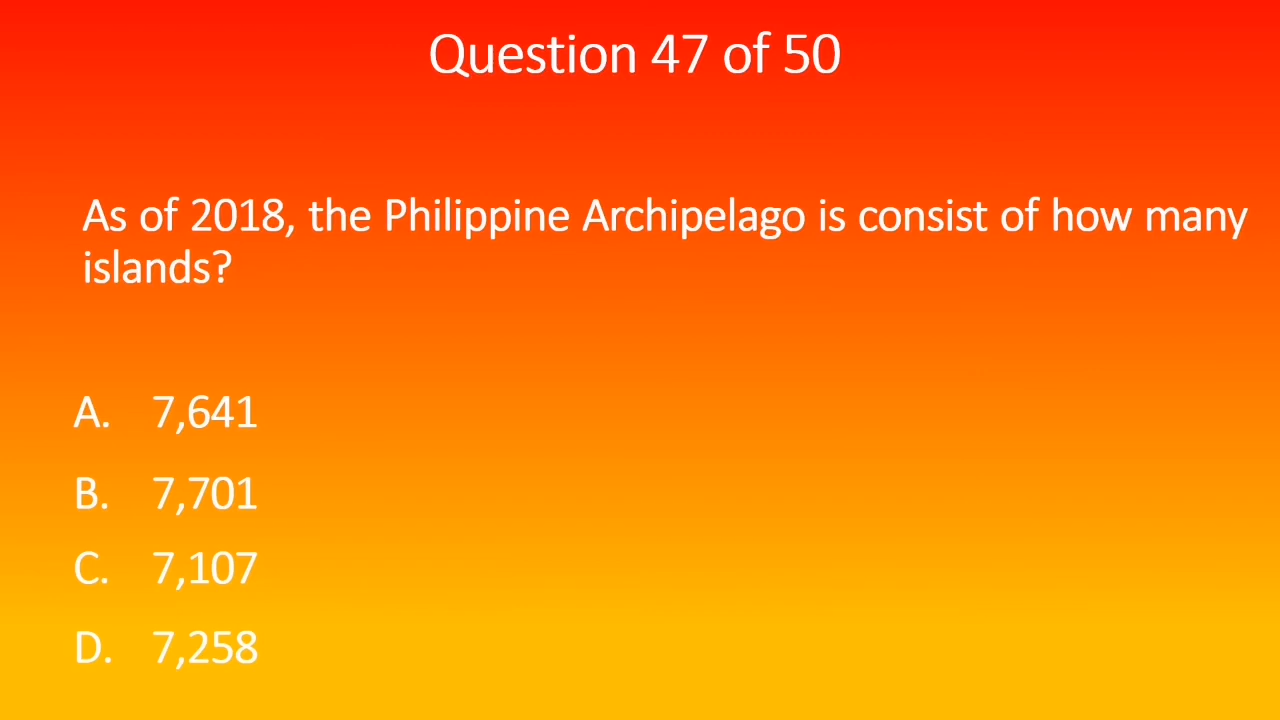 Question 47 of 50
As of 2018, the Philippine Archipelago is consist of how many
islands?
A. 7,641
B. 7,701
C. 7,107
D. 7,258